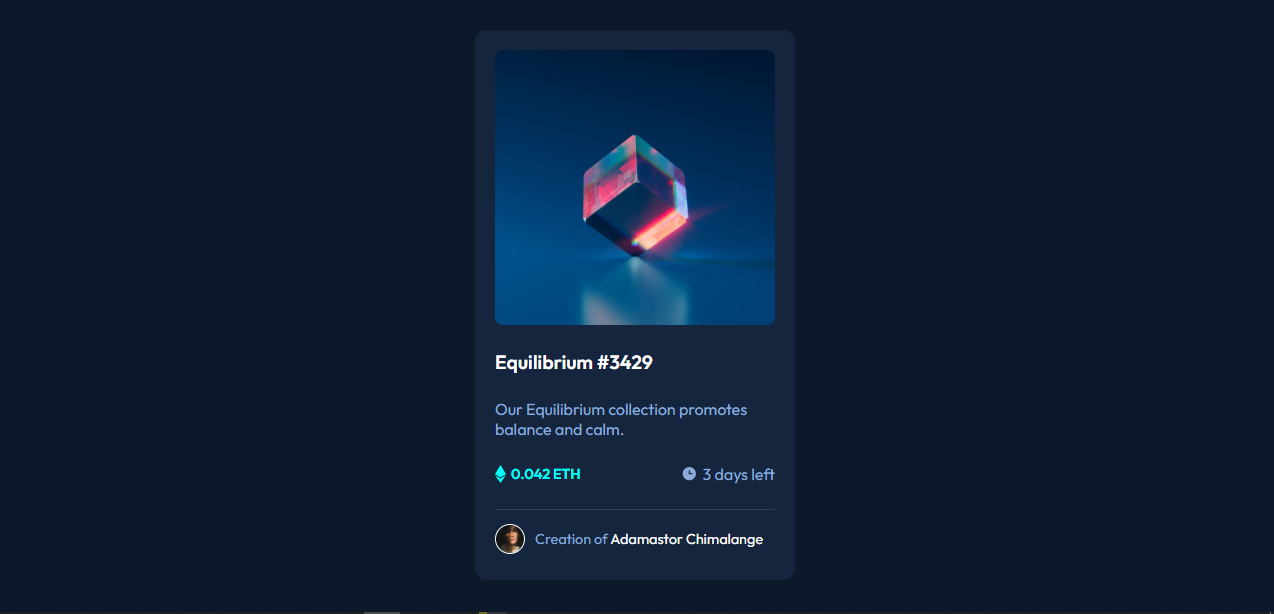 Equilibrium #3429
Our Equilibrium collection promotes
balance and calm.
0.042 ETH
3 days left
Creation of Adamastor Chimalange